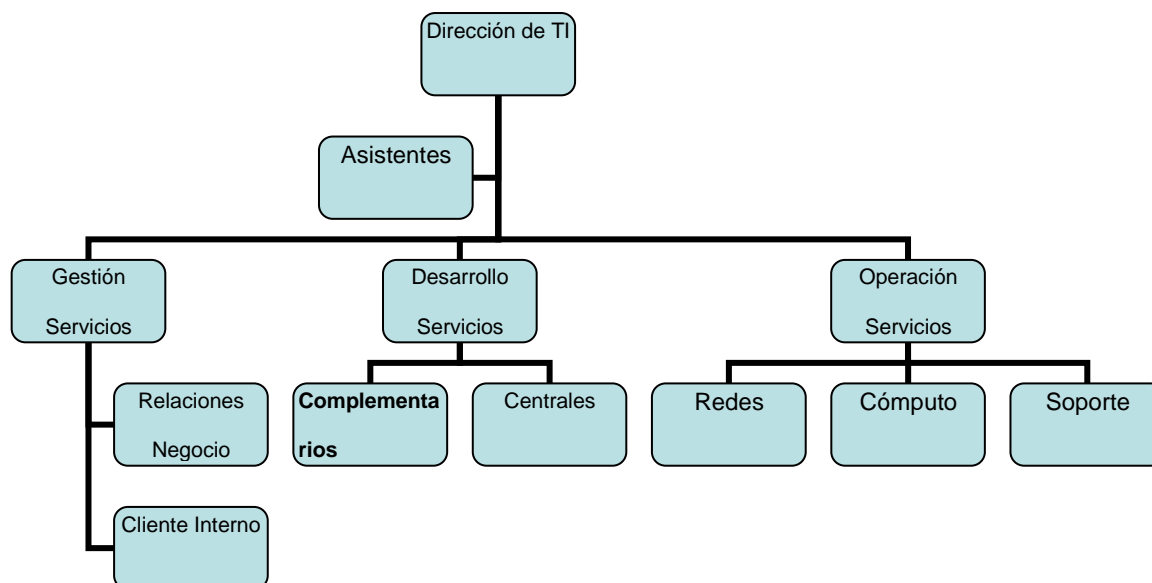 Dirección de TI
Asistentes
Gestión
Servicios
Desarrollo
Servicios
Operación
Servicios
Relaciones
Negocio
Complementa
rios
Centrales
Redes
Cómputo
Soporte
Cliente Interno